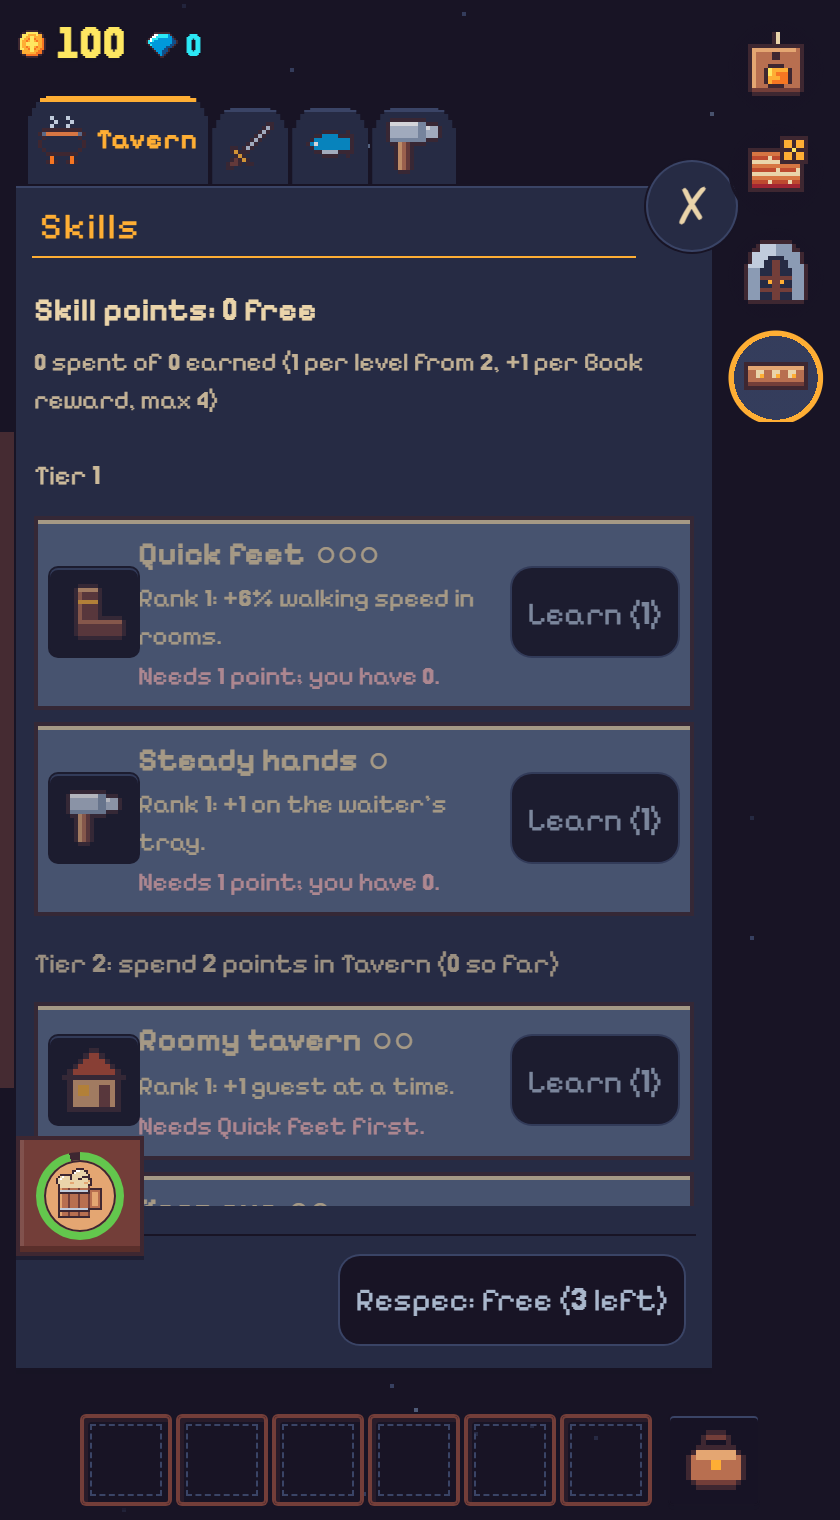 100 0
Tavern
X
Skills
Skill points: 0 free
0 spent of 0 earned (1 per level from 2, +1 per Book
reward, max 4)
Tier 1
Quick feet
Rank 1: +6% walking speed in
rooms.
Needs 1 point; you have 0.
Learn (1)
Steady hands
Rank 1: +1 on the waiter's
tray.
Needs 1 point; you have 0.
Learn (1)
Tier 2: spend 2 points in Tavern (0 so far)
Roomy tavern
Rank 1: +1 guest at a time.
Needs Quick feet first.
Learn (1)
Respec: free (3 left)